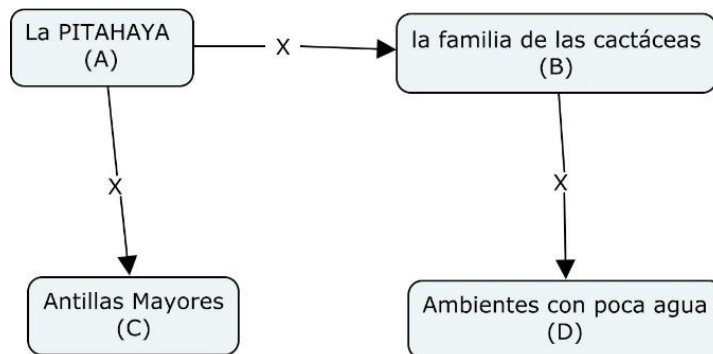 La PITAHAYA
(A)
X
la familia de las cactáceas
(B)
X
X
Antillas Mayores
(C)
Ambientes con poca agua
(D)